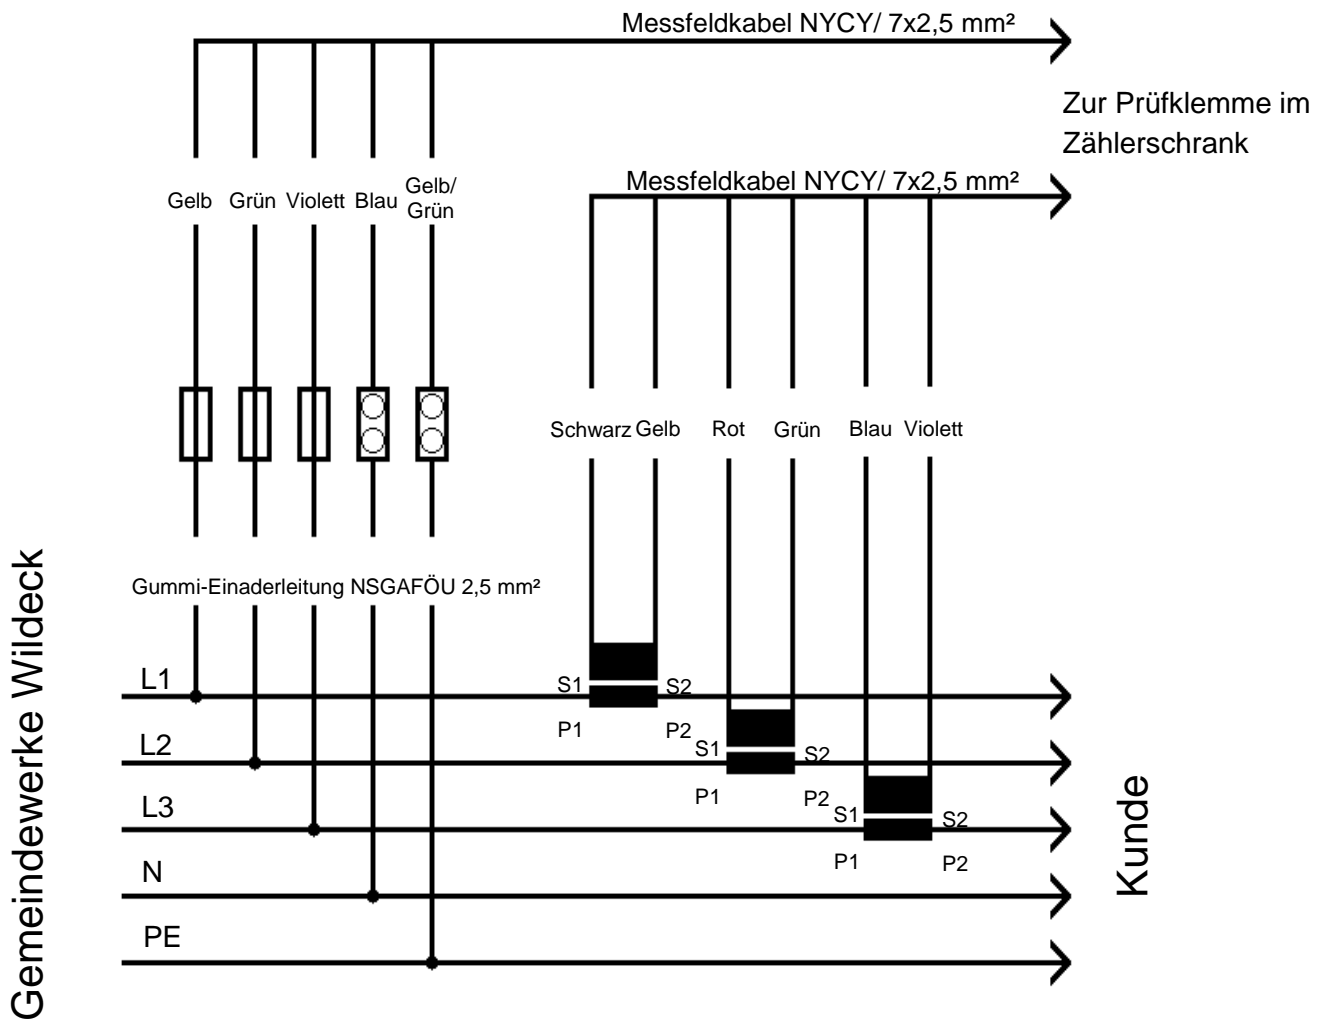 Messfeldkabel NYCY/ 7x2,5 mm²
Zur Prüfklemme im
Zählerschrank
Messfeldkabel NYCY/ 7x2,5 mm²
Gelb Grün Violett Blau Gelb/
Grün
Schwarz Gelb Rot Grün Blau Violett
Gummi-Einaderleitung NSGAFÖU 2,5 mm²
Gemeindewerke Wildeck
L1
S1 S2
P1 P2
L2
S1 S2
P1 P2
L3
S1 S2
P1 P2
N
PE
Kunde